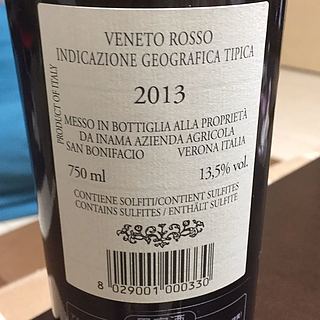 VENETO ROSSO
INDICAZIONE GEOGRAFICA TIPICA
2013
PRODUCT OF ITALY
MESSO IN BOTTIGLIA ALLA PROPRIETÀ
DA INAMA AZIENDA AGRICOLA
SAN BONIFACIO VERONA ITALIA
750 ml 13,5% vol.
CONTIENE SOLFITI/CONTIENT SULFITES
CONTAINS SULFITES / ENTHÄLT SULFITE
8 029001 000330